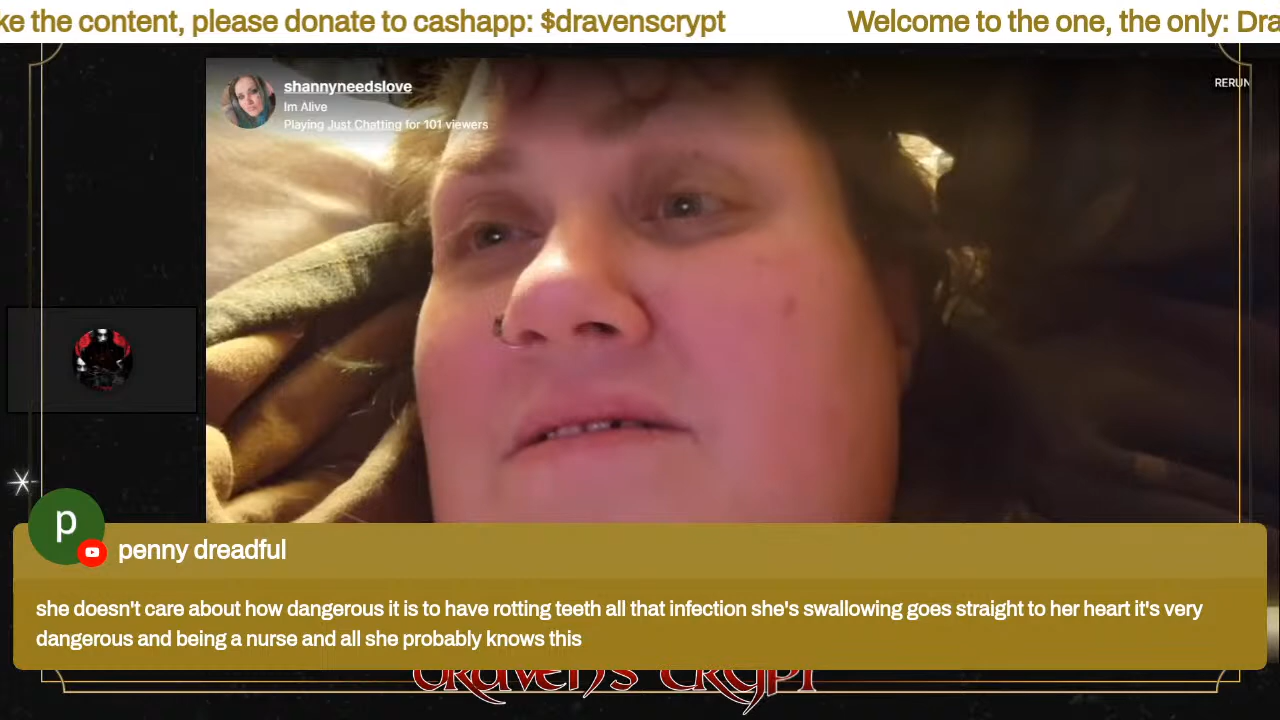 ke the content, please donate to cashapp: $dravenscrypt Welcome to the one, the only: Dra
shannyneedslove
Im Alive
Playing Just Chatting for 101 viewers
RERUN
p
penny dreadful
she doesn't care about how dangerous it is to have rotting teeth all that infection she's swallowing goes straight to her heart it's very
dangerous and being a nurse and all she probably knows this
draven's crypt